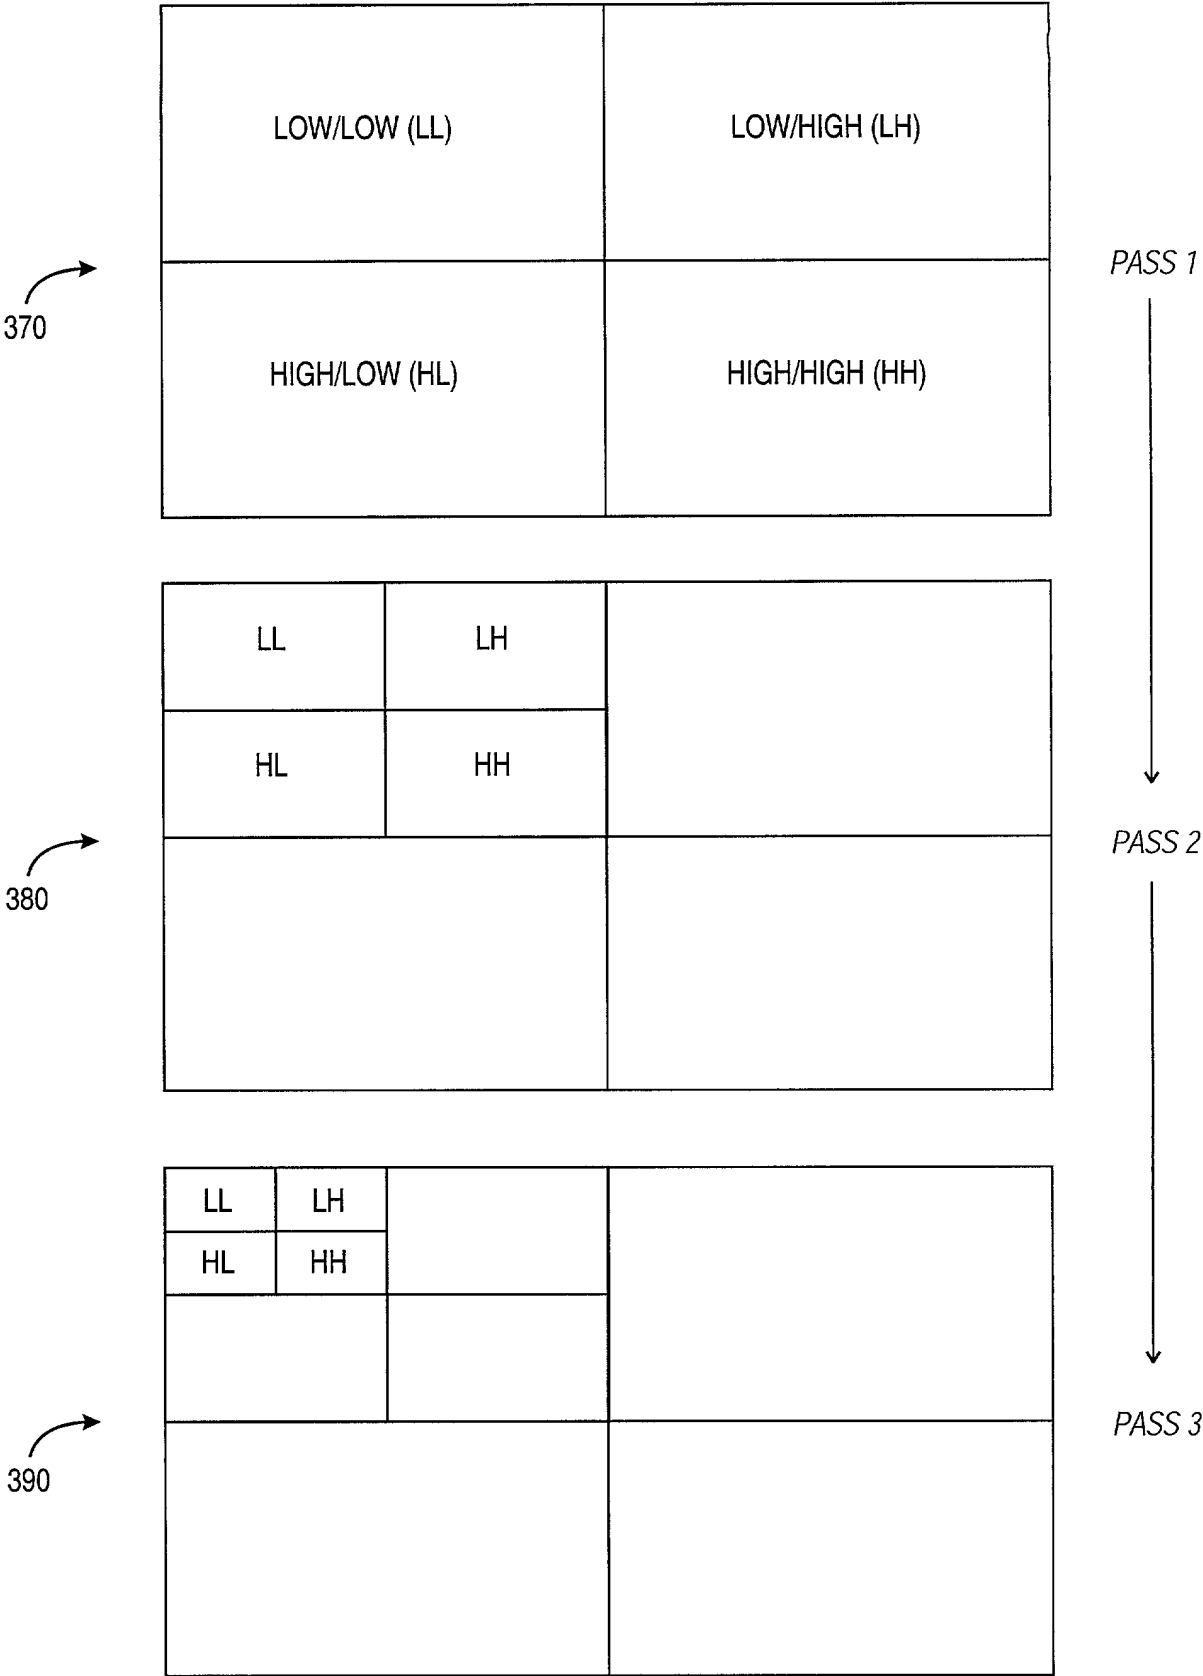 LOW/LOW (LL)
LOW/HIGH (LH)
PASS 1
370
HIGH/LOW (HL)
HIGH/HIGH (HH)
LL
LH
HL
HH
PASS 2
380
LL
LH
HL
HH
PASS 3
390